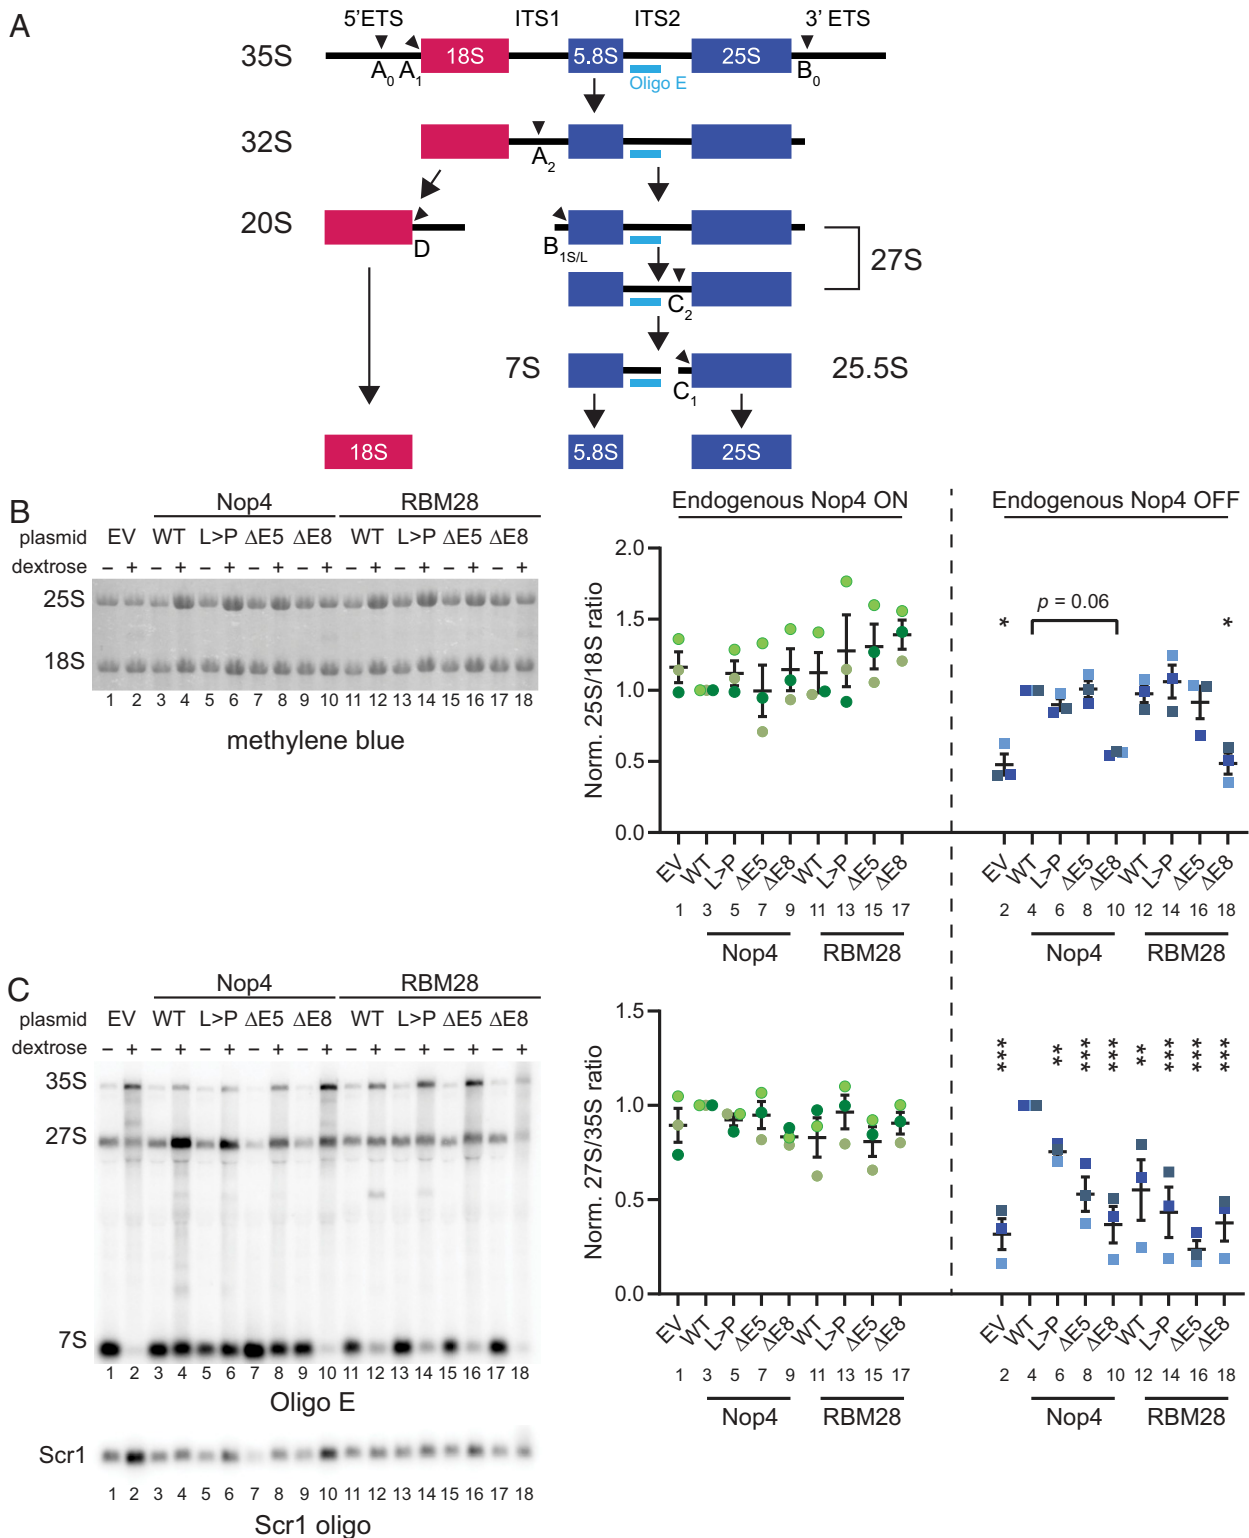 A
5'ETS ITS1 ITS2 3' ETS
35S 18S 5.8S 25S
A0 A1 Oligo E B0
32S
A2
20S
D B1S/L 27S
C2
7S 25.5S
C1
18S 5.8S 25S
B
Nop4 RBM28
plasmid EV WT L>P ΔE5 ΔE8 WT L>P ΔE5 ΔE8
dextrose – + – + – + – + – + – + – + – + – +
25S
18S
1 2 3 4 5 6 7 8 9 10 11 12 13 14 15 16 17 18
methylene blue
Endogenous Nop4 ON Endogenous Nop4 OFF
Norm. 25S/18S ratio
2.0
1.5
1.0
0.5
0.0
* p = 0.06 *
EV WT L>P ΔE5 ΔE8 WT L>P ΔE5 ΔE8 EV WT L>P ΔE5 ΔE8 WT L>P ΔE5 ΔE8
1 3 5 7 9 11 13 15 17 2 4 6 8 10 12 14 16 18
Nop4 RBM28 Nop4 RBM28
C
Nop4 RBM28
plasmid EV WT L>P ΔE5 ΔE8 WT L>P ΔE5 ΔE8
dextrose – + – + – + – + – + – + – + – + – +
35S
27S
7S
1 2 3 4 5 6 7 8 9 10 11 12 13 14 15 16 17 18
Oligo E
Scr1
1 2 3 4 5 6 7 8 9 10 11 12 13 14 15 16 17 18
Scr1 oligo
Norm. 27S/35S ratio
1.5
1.0
0.5
0.0
*** ** *** *** ** *** *** ***
EV WT L>P ΔE5 ΔE8 WT L>P ΔE5 ΔE8 EV WT L>P ΔE5 ΔE8 WT L>P ΔE5 ΔE8
1 3 5 7 9 11 13 15 17 2 4 6 8 10 12 14 16 18
Nop4 RBM28 Nop4 RBM28